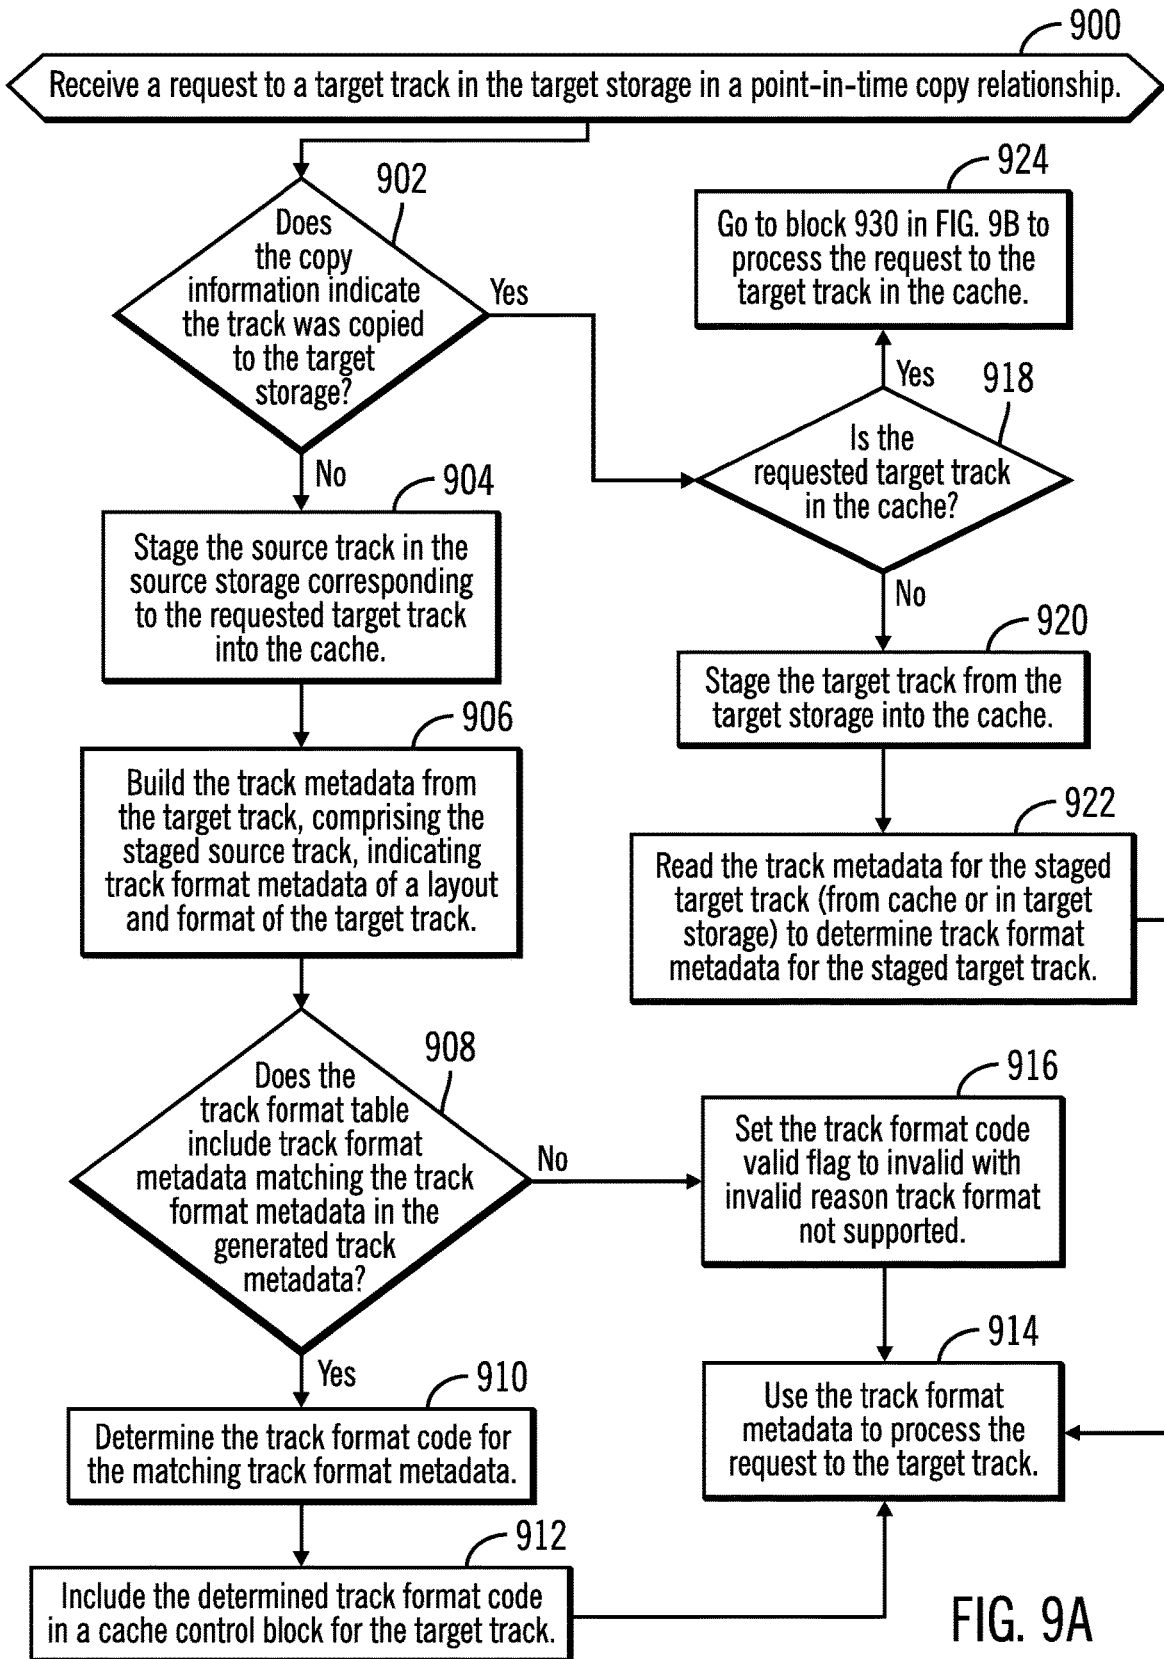 900
Receive a request to a target track in the target storage in a point-in-time copy relationship.
902
Does
the copy
information indicate
the track was copied
to the target
storage?
Yes
No
924
Go to block 930 in FIG. 9B to
process the request to the
target track in the cache.
Yes
918
Is the
requested target track
in the cache?
No
904
Stage the source track in the
source storage corresponding
to the requested target track
into the cache.
920
Stage the target track from the
target storage into the cache.
906
Build the track metadata from
the target track, comprising the
staged source track, indicating
track format metadata of a layout
and format of the target track.
922
Read the track metadata for the staged
target track (from cache or in target
storage) to determine track format
metadata for the staged target track.
908
Does the
track format table
include track format
metadata matching the track
format metadata in the
generated track
metadata?
No
Yes
916
Set the track format code
valid flag to invalid with
invalid reason track format
not supported.
910
Determine the track format code for
the matching track format metadata.
914
Use the track format
metadata to process the
request to the target track.
912
Include the determined track format code
in a cache control block for the target track.
FIG. 9A